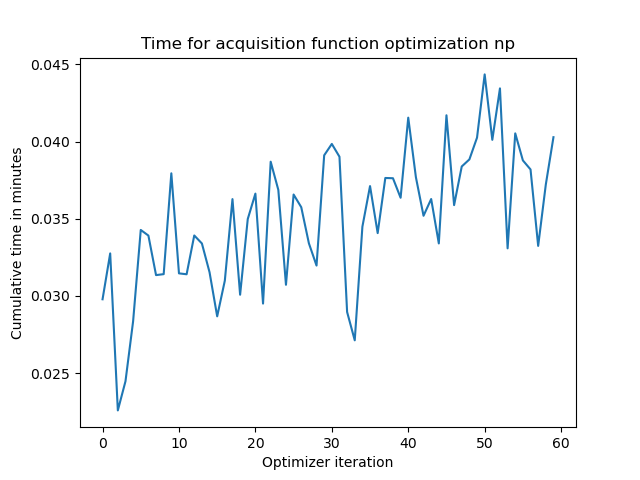 Time for acquisition function optimization np
Cumulative time in minutes
0.045
0.040
0.035
0.030
0.025
0 10 20 30 40 50 60
Optimizer iteration